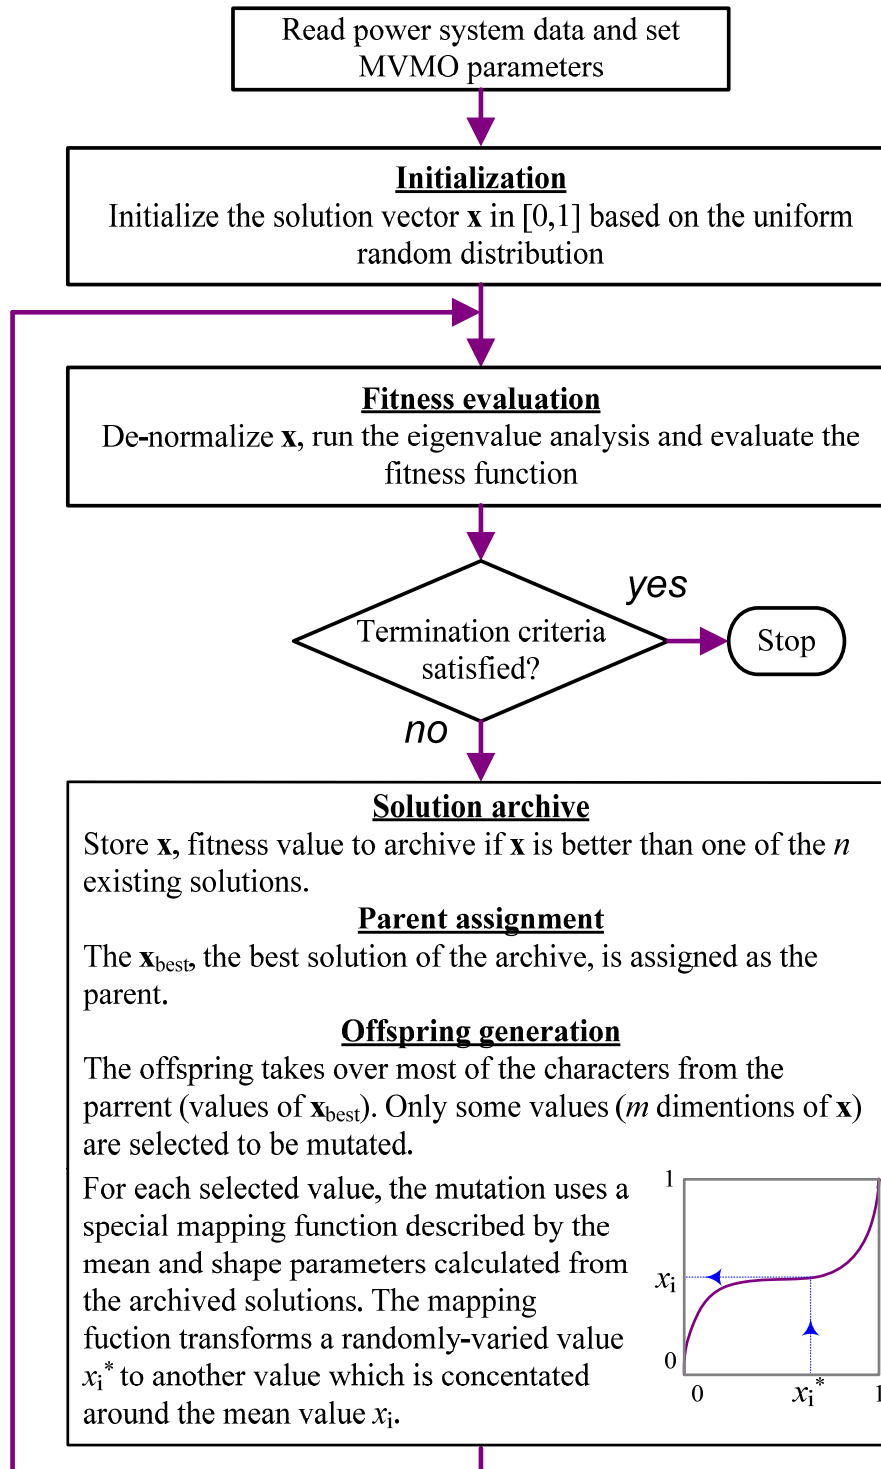 Read power system data and set
MVMO parameters
Initialization
Initialize the solution vector x in [0,1] based on the uniform
random distribution
Fitness evaluation
De-normalize x, run the eigenvalue analysis and evaluate the
fitness function
yes
Termination criteria
satisfied?
Stop
no
Solution archive
Store x, fitness value to archive if x is better than one of the n
existing solutions.
Parent assignment
The xbest, the best solution of the archive, is assigned as the
parent.
Offspring generation
The offspring takes over most of the characters from the
parrent (values of xbest). Only some values (m dimentions of x)
are selected to be mutated.
For each selected value, the mutation uses a
special mapping function described by the
mean and shape parameters calculated from
the archived solutions. The mapping
fuction transforms a randomly-varied value
xi* to another value which is concentated
around the mean value xi.
1
xi
0
0
xi*
1